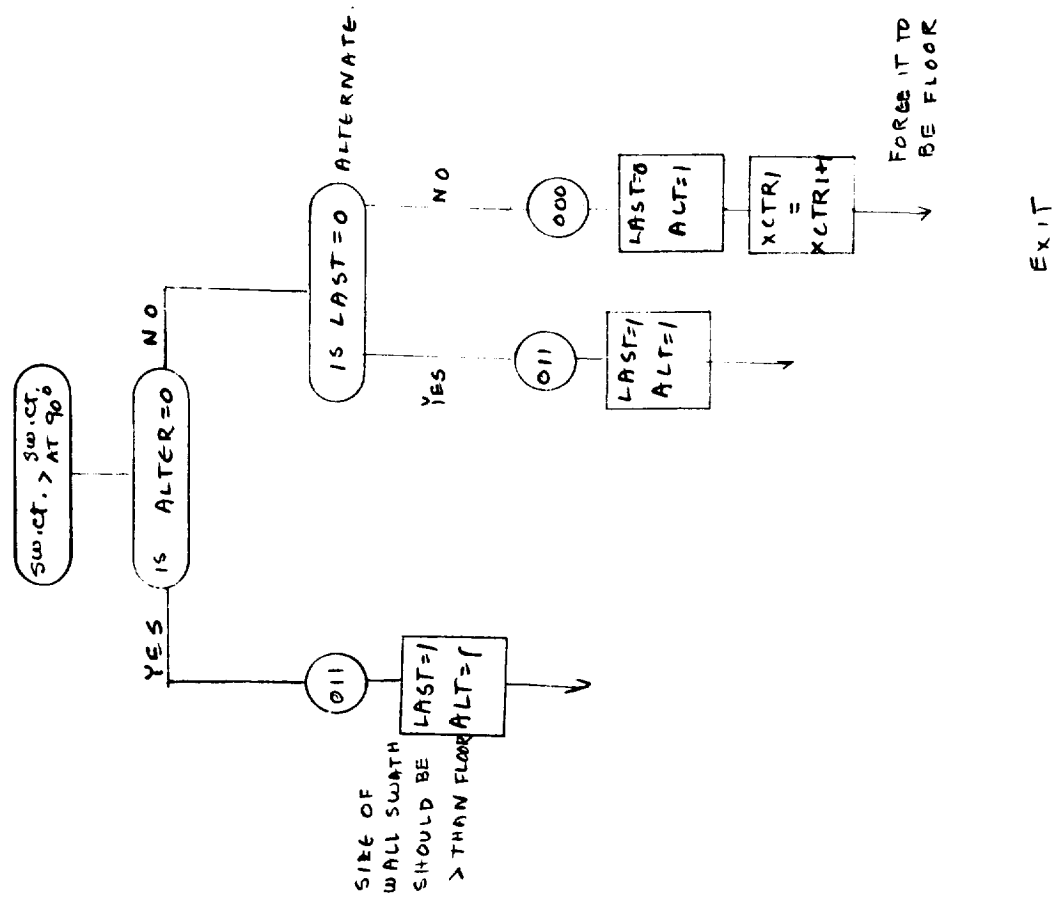 SW.CT. > SW.CT. AT 90°
IS ALTER=0
YES
NO
011
LAST=1
ALT=1
SIZE OF
WALL SWATH
SHOULD BE
> THAN FLOOR
IS LAST=0
ALTERNATE.
YES
NO
011
LAST=1
ALT=1
000
LAST=0
ALT=1
XCTR1
=
XCTR1+1
FORCE IT TO
BE FLOOR
EXIT